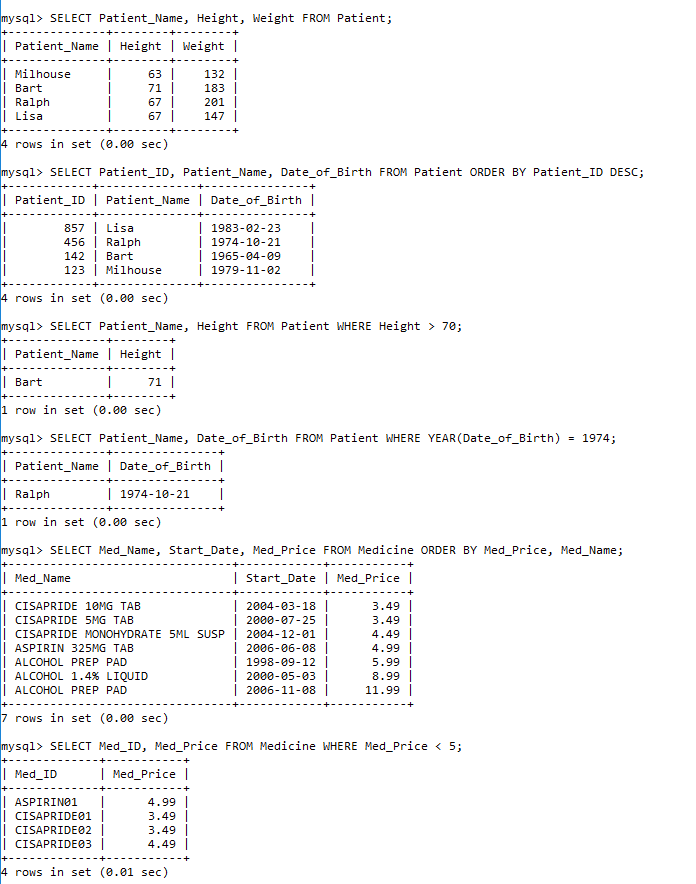 mysql> SELECT Patient_Name, Height, Weight FROM Patient;
+--------------+--------+--------+
| Patient_Name | Height | Weight |
+--------------+--------+--------+
| Milhouse     |     63 |    132 |
| Bart         |     71 |    183 |
| Ralph        |     67 |    201 |
| Lisa         |     67 |    147 |
+--------------+--------+--------+
4 rows in set (0.00 sec)

mysql> SELECT Patient_ID, Patient_Name, Date_of_Birth FROM Patient ORDER BY Patient_ID DESC;
+------------+--------------+---------------+
| Patient_ID | Patient_Name | Date_of_Birth |
+------------+--------------+---------------+
|        857 | Lisa         | 1983-02-23    |
|        456 | Ralph        | 1974-10-21    |
|        142 | Bart         | 1965-04-09    |
|        123 | Milhouse     | 1979-11-02    |
+------------+--------------+---------------+
4 rows in set (0.00 sec)

mysql> SELECT Patient_Name, Height FROM Patient WHERE Height > 70;
+--------------+--------+
| Patient_Name | Height |
+--------------+--------+
| Bart         |     71 |
+--------------+--------+
1 row in set (0.00 sec)

mysql> SELECT Patient_Name, Date_of_Birth FROM Patient WHERE YEAR(Date_of_Birth) = 1974;
+--------------+---------------+
| Patient_Name | Date_of_Birth |
+--------------+---------------+
| Ralph        | 1974-10-21    |
+--------------+---------------+
1 row in set (0.00 sec)

mysql> SELECT Med_Name, Start_Date, Med_Price FROM Medicine ORDER BY Med_Price, Med_Name;
+--------------------------------+------------+-----------+
| Med_Name                       | Start_Date | Med_Price |
+--------------------------------+------------+-----------+
| CISAPRIDE 10MG TAB             | 2004-03-18 |      3.49 |
| CISAPRIDE 5MG TAB              | 2000-07-25 |      3.49 |
| CISAPRIDE MONOHYDRATE 5ML SUSP | 2004-12-01 |      4.49 |
| ASPIRIN 325MG TAB              | 2006-06-08 |      4.99 |
| ALCOHOL PREP PAD               | 1998-09-12 |      5.99 |
| ALCOHOL 1.4% LIQUID            | 2000-05-03 |      8.99 |
| ALCOHOL PREP PAD               | 2006-11-08 |     11.99 |
+--------------------------------+------------+-----------+
7 rows in set (0.00 sec)

mysql> SELECT Med_ID, Med_Price FROM Medicine WHERE Med_Price < 5;
+-------------+-----------+
| Med_ID      | Med_Price |
+-------------+-----------+
| ASPIRIN01   |      4.99 |
| CISAPRIDE01 |      3.49 |
| CISAPRIDE02 |      3.49 |
| CISAPRIDE03 |      4.49 |
+-------------+-----------+
4 rows in set (0.01 sec)